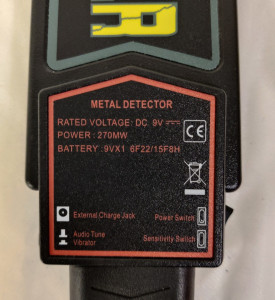 METAL DETECTOR
RATED VOLTAGE: DC 9V
POWER : 270MW
BATTERY : 9VX1 6F22/15F8H
CE
External Charge Jack Power Switch
Audio Tune
Vibrator Sensitivity Switch